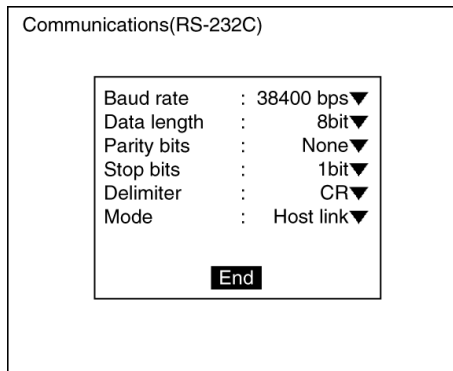 Communications(RS-232C)
Baud rate : 38400 bps▼
Data length : 8bit▼
Parity bits : None▼
Stop bits : 1bit▼
Delimiter : CR▼
Mode : Host link▼
End